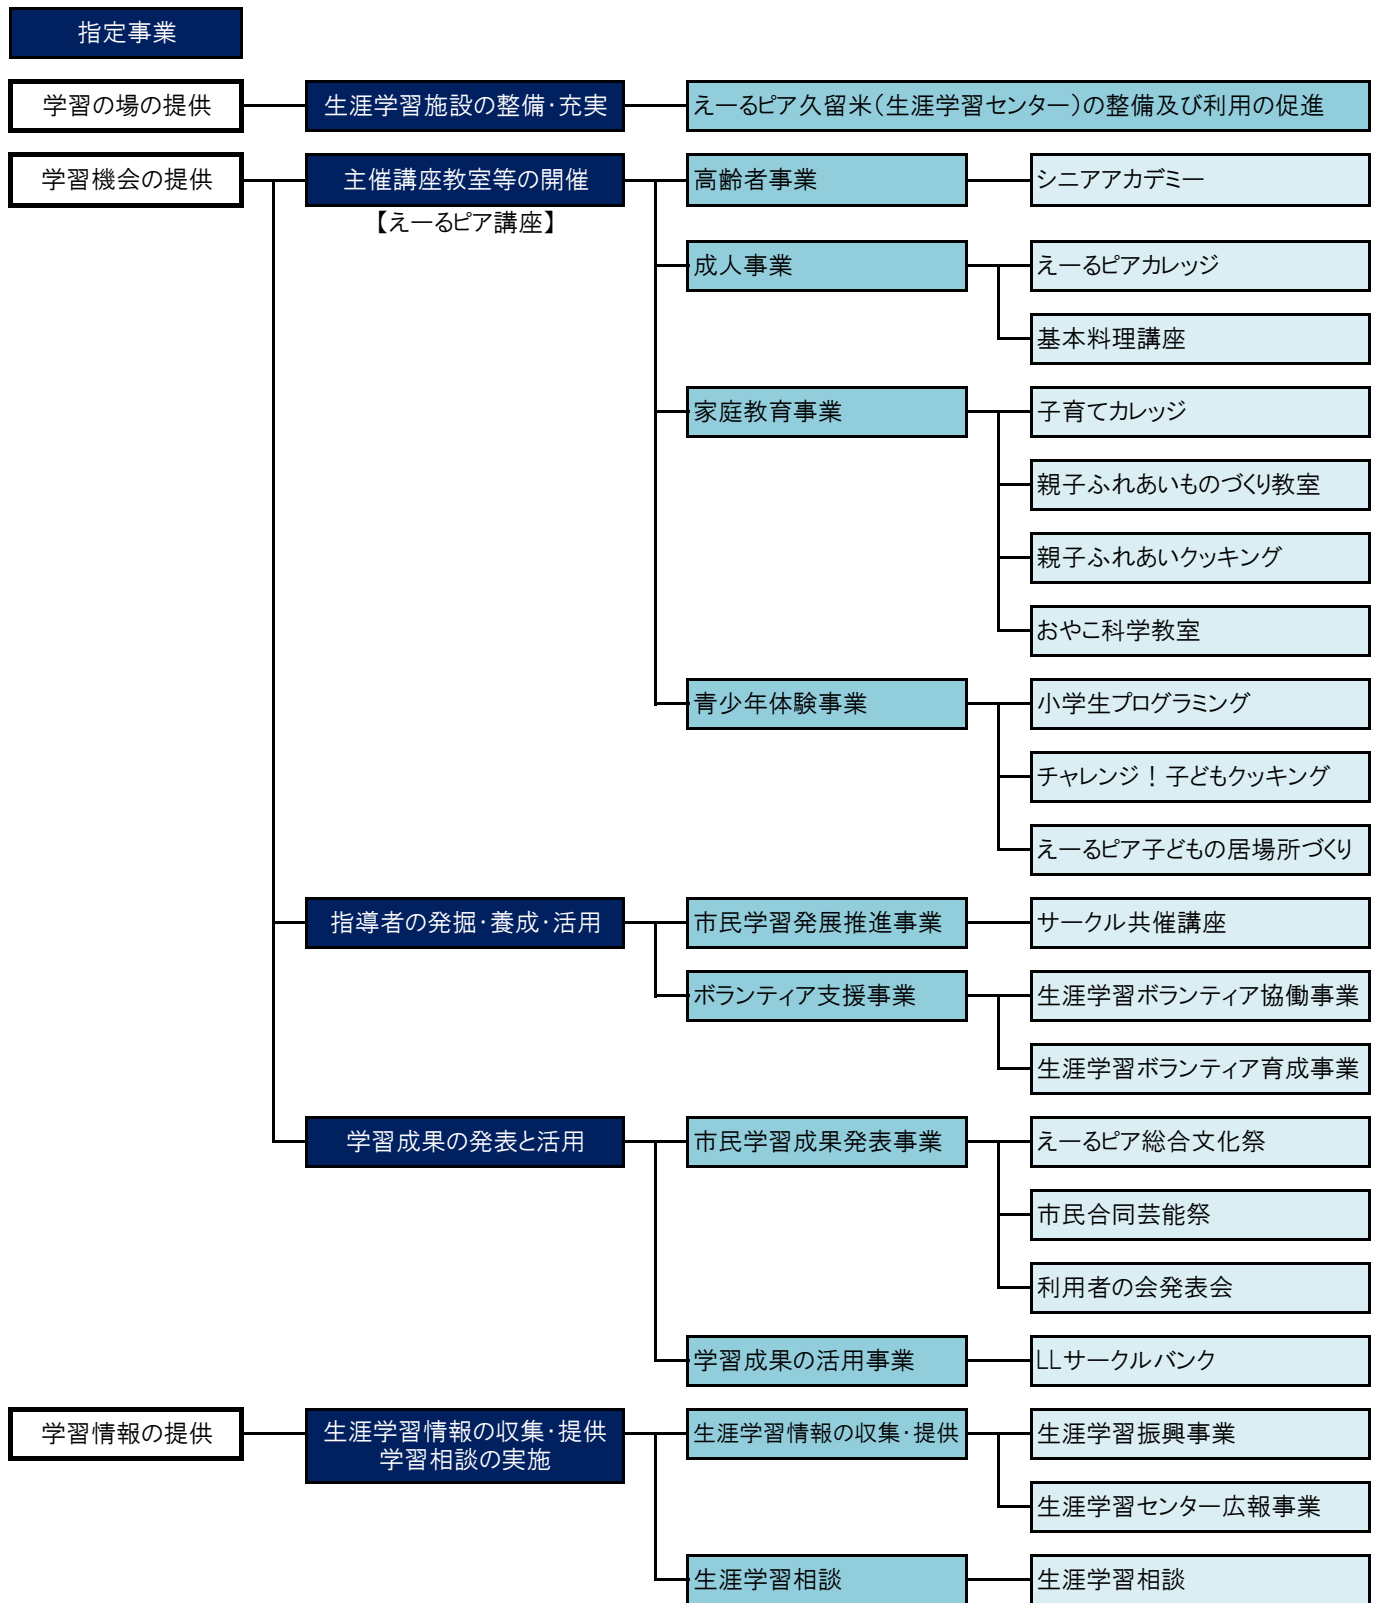 指定事業
学習の場の提供
生涯学習施設の整備・充実
えーるピア久留米(生涯学習センター)の整備及び利用の促進
学習機会の提供
主催講座教室等の開催
【えーるピア講座】
高齢者事業
シニアアカデミー
成人事業
えーるピアカレッジ
基本料理講座
家庭教育事業
子育てカレッジ
親子ふれあいものづくり教室
親子ふれあいクッキング
おやこ科学教室
青少年体験事業
小学生プログラミング
チャレンジ!子どもクッキング
えーるピア子どもの居場所づくり
指導者の発掘・養成・活用
市民学習発展推進事業
サークル共催講座
ボランティア支援事業
生涯学習ボランティア協働事業
生涯学習ボランティア育成事業
学習成果の発表と活用
市民学習成果発表事業
えーるピア総合文化祭
市民合同芸能祭
利用者の会発表会
学習成果の活用事業
LLサークルバンク
学習情報の提供
生涯学習情報の収集・提供
学習相談の実施
生涯学習情報の収集・提供
生涯学習振興事業
生涯学習センター広報事業
生涯学習相談
生涯学習相談